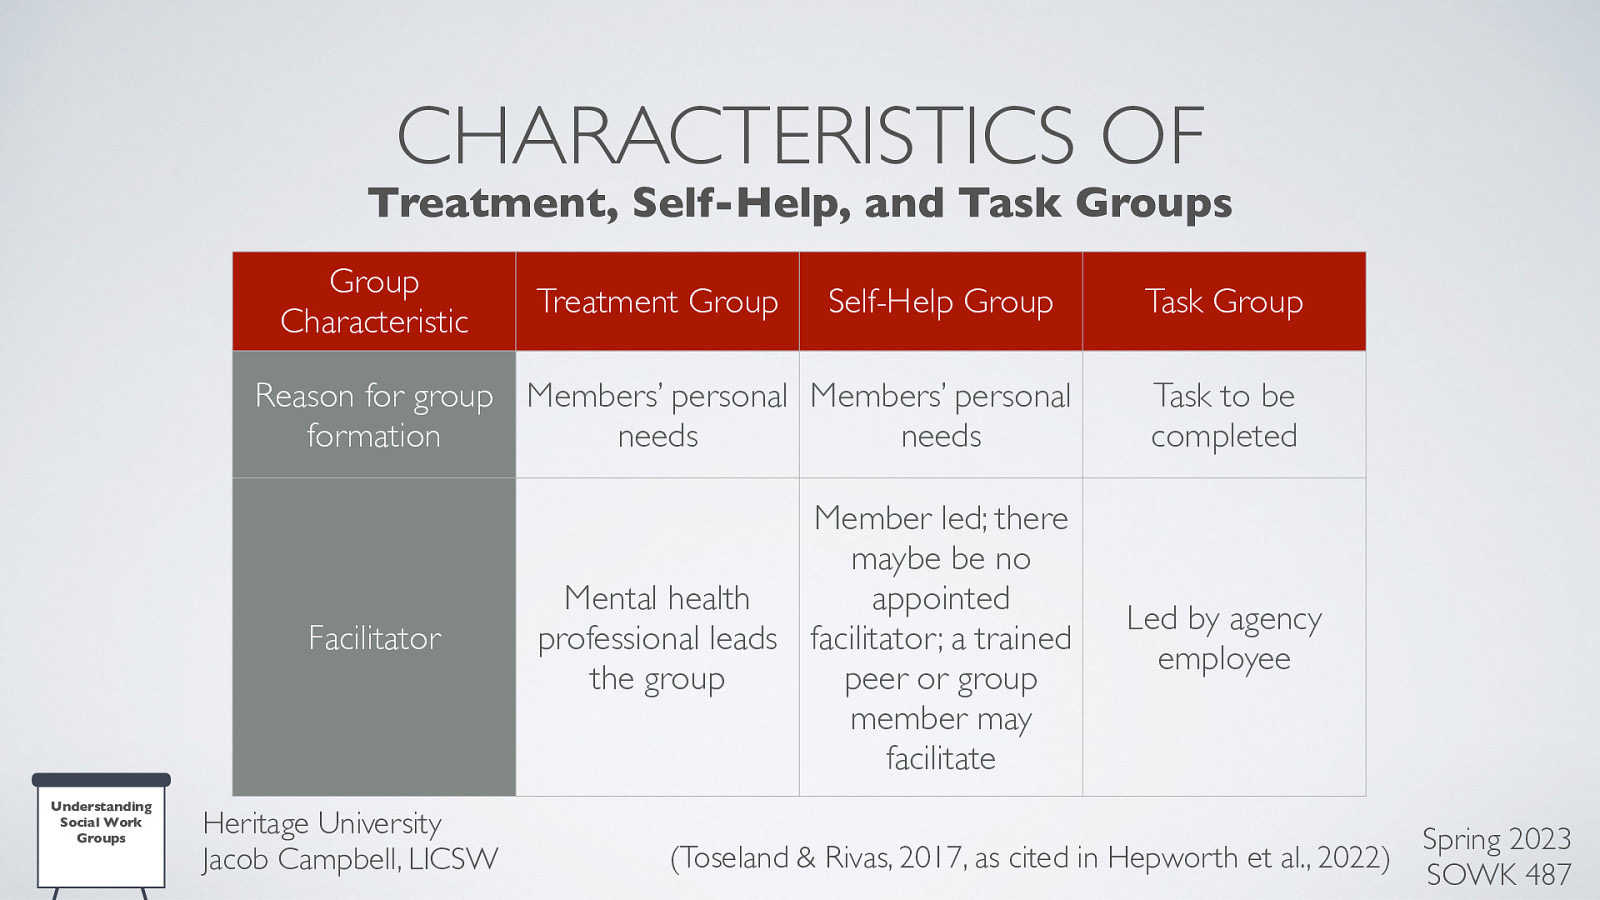 CHARACTERISTICS OF
Treatment, Self-Help, and Task Groups
Group
Characteristic
Treatment Group
Self-Help Group
Task Group
Reason for group
formation
Members’ personal
needs
Members’ personal
needs
Task to be
completed
Facilitator
Mental health
professional leads
the group
Member led; there
maybe be no
appointed
facilitator; a trained
peer or group
member may
facilitate
Led by agency
employee
Understanding
Social Work
Groups
Heritage University
Jacob Campbell, LICSW
(Toseland & Rivas, 2017, as cited in Hepworth et al., 2022)
Spring 2023
SOWK 487